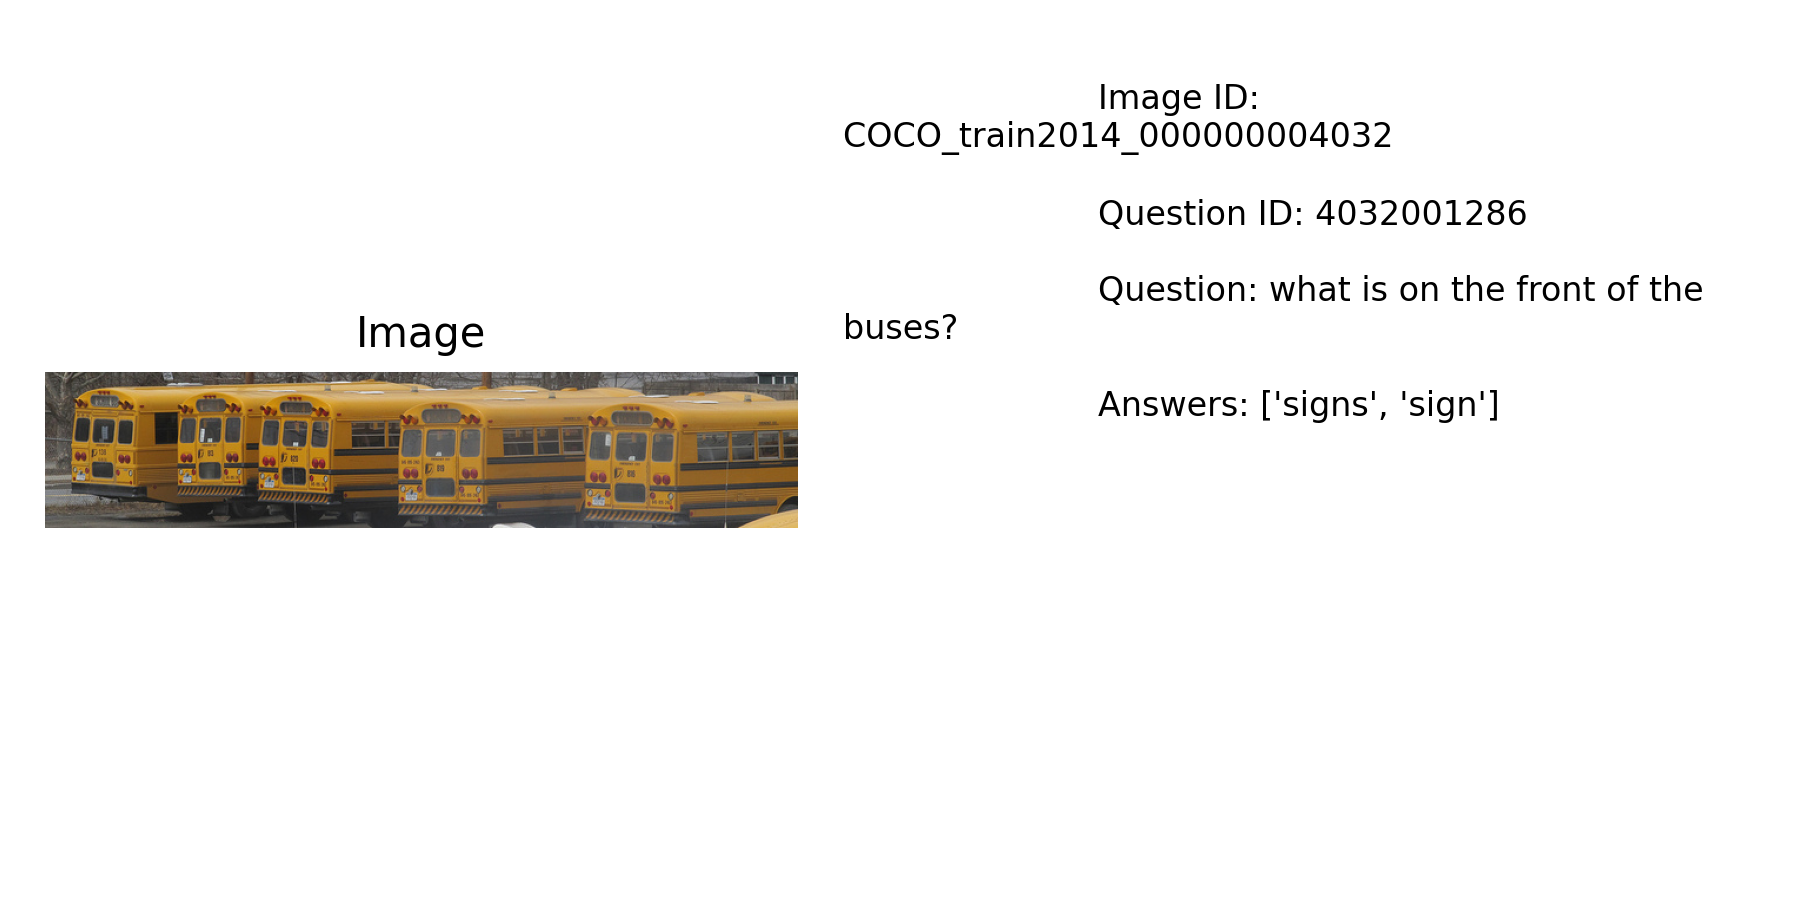 Image
Image ID:
COCO_train2014_000000004032
Question ID: 4032001286
Question: what is on the front of the
buses?
Answers: ['signs', 'sign']